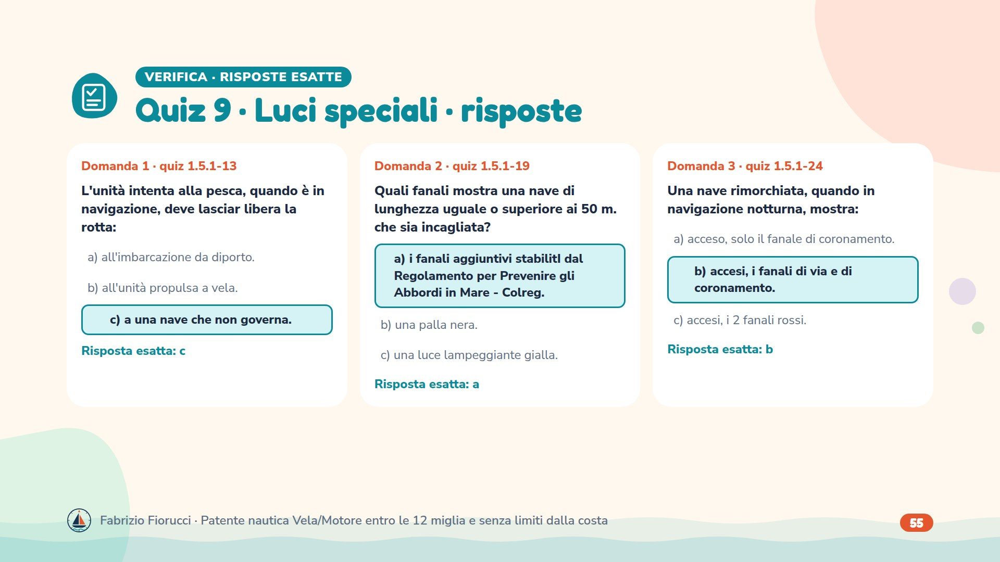 VERIFICA · RISPOSTE ESATTE
Quiz 9 · Luci speciali · risposte
Domanda 1 · quiz 1.5.1-13
L'unità intenta alla pesca, quando è in
navigazione, deve lasciar libera la
rotta:
a) all'imbarcazione da diporto.
b) all'unità propulsa a vela.
c) a una nave che non governa.
Risposta esatta: c
Domanda 2 · quiz 1.5.1-19
Quali fanali mostra una nave di
lunghezza uguale o superiore ai 50 m.
che sia incagliata?
a) i fanali aggiuntivi stabilitI dal
Regolamento per Prevenire gli
Abbordi in Mare - Colreg.
b) una palla nera.
c) una luce lampeggiante gialla.
Risposta esatta: a
Domanda 3 · quiz 1.5.1-24
Una nave rimorchiata, quando in
navigazione notturna, mostra:
a) acceso, solo il fanale di coronamento.
b) accesi, i fanali di via e di
coronamento.
c) accesi, i 2 fanali rossi.
Risposta esatta: b
Fabrizio Fiorucci · Patente nautica Vela/Motore entro le 12 miglia e senza limiti dalla costa
55